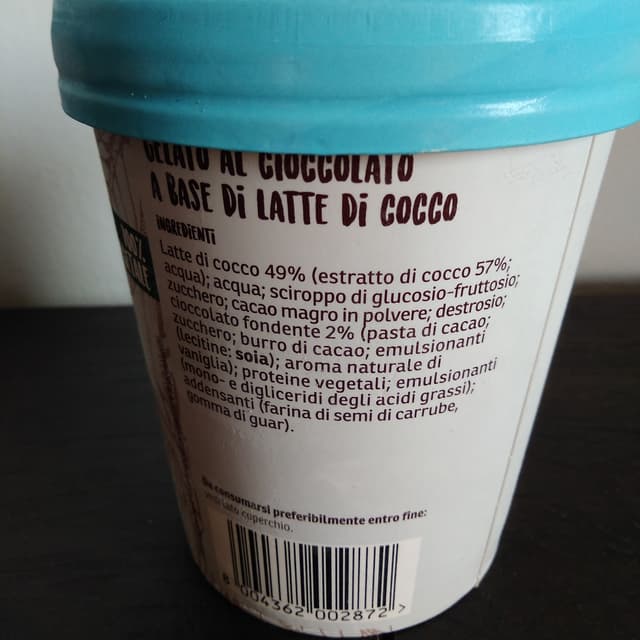 GELATO AL CIOCCOLATO
A BASE Di LATTE Di COCCO
INGREDiENTi
Latte di cocco 49% (estratto di cocco 57%;
acqua); acqua; sciroppo di glucosio-fruttosio;
zucchero; cacao magro in polvere; destrosio;
cioccolato fondente 2% (pasta di cacao;
zucchero; burro di cacao; emulsionanti
(lecitine: soia); aroma naturale di
vaniglia); proteine vegetali; emulsionanti
(mono- e digliceridi degli acidi grassi);
addensanti (farina di semi di carrube,
gomma di guar).
Da consumarsi preferibilmente entro fine:
coperchio.
8 004362 002872 >